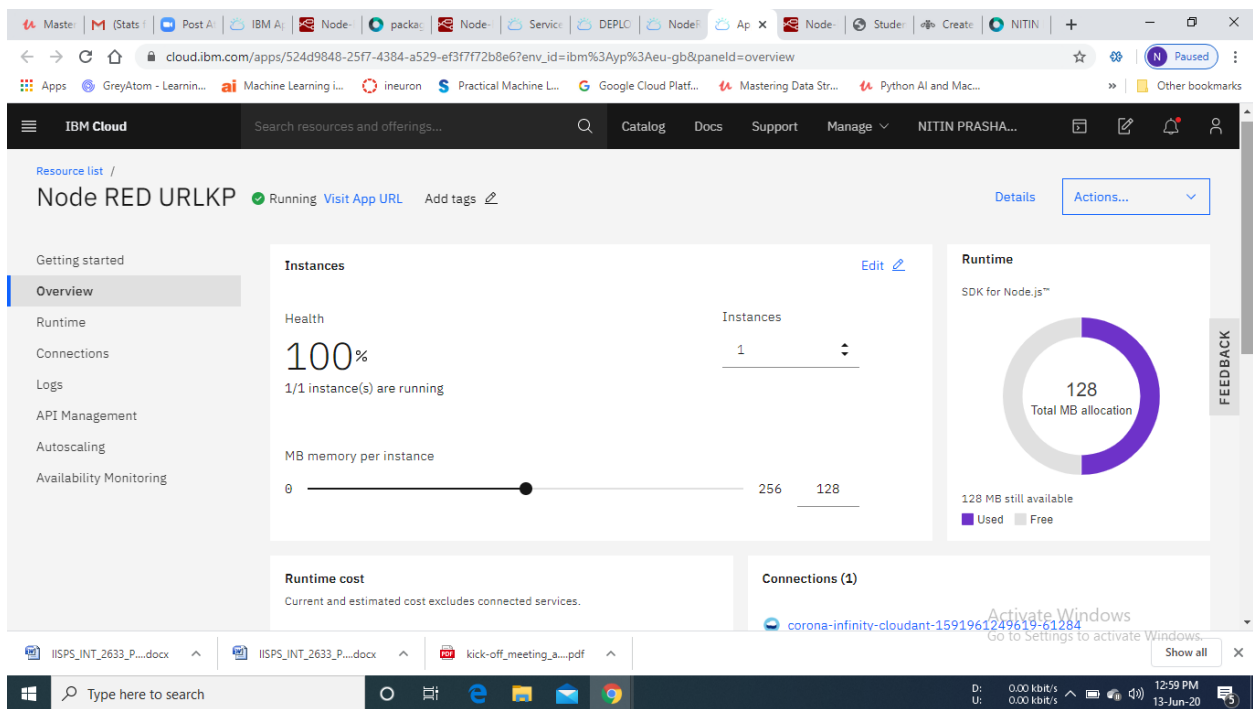 Master
(Stats f
Post A
IBM Ap
Node-
packag
Node-
Service
DEPLO
NodeR
Ap
Node-
Studen
Create
NITIN
cloud.ibm.com/apps/524d9848-25f7-4384-a529-ef3f7f72b8e6?env_id=ibm%3Ayp%3Aeu-gb&paneId=overview
N Paused
Apps GreyAtom - Learnin... ai Machine Learning i... ineuron Practical Machine L... Google Cloud Platf... Mastering Data Str... Python AI and Mac... » Other bookmarks
IBM Cloud Search resources and offerings... Catalog Docs Support Manage NITIN PRASHA...
Resource list /
Node RED URLKP Running Visit App URL Add tags Details Actions...
Getting started
Overview
Runtime
Connections
Logs
API Management
Autoscaling
Availability Monitoring
Instances Edit
Health
100%
1/1 instance(s) are running
Instances
1
MB memory per instance
0 256 128
Runtime
SDK for Node.js™
128
Total MB allocation
128 MB still available
Used Free
FEEDBACK
Runtime cost
Current and estimated cost excludes connected services.
Connections (1)
corona-infinity-cloudant-1591961249619-61284
Activate Windows
Go to Settings to activate Windows.
IISPS_INT_2633_P....docx IISPS_INT_2633_P....docx PDF kick-off_meeting_a....pdf Show all
Type here to search
D: 0.00 kbit/s
U: 0.00 kbit/s
12:59 PM
13-Jun-20
5